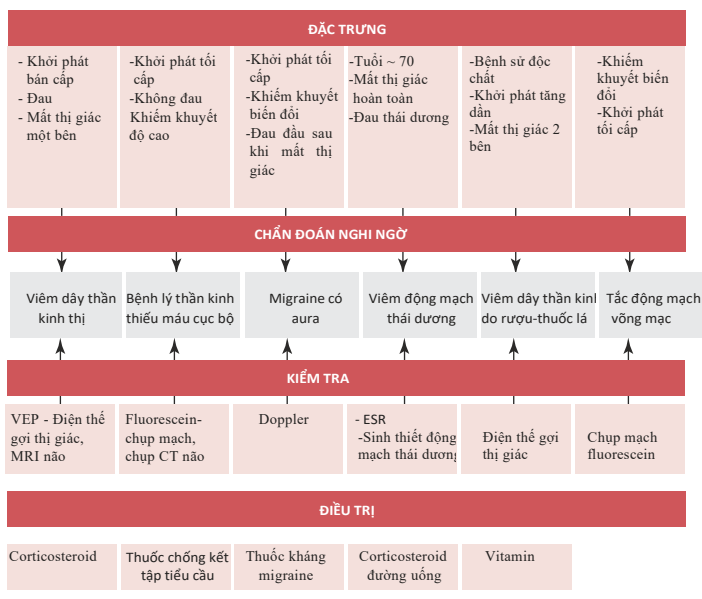 ĐẶC TRƯNG
- Khởi phát
bán cấp
- Đau
- Mất thị giác
một bên
-Khởi phát tối
cấp
-Không đau
Khiếm khuyết
độ cao
-Khởi phát tối
cấp
-Khiếm khuyết
biến đổi
-Đau đầu sau
khi mất thị
giác
-Tuổi ~ 70
-Mất thị giác
hoàn toàn
-Đau thái dương
-Bệnh sử độc
chất
-Khởi phát tăng
dần
-Mất thị giác 2
bên
-Khiếm
khuyết biến
đổi
-Khởi phát
tối cấp
CHẨN ĐOÁN NGHI NGỜ
Viêm dây thần
kinh thị
Bệnh lý thần kinh
thiếu máu cục bộ
Migraine có
aura
Viêm động mạch
thái dương
Viêm dây thần kinl
do rượu-thuốc lá
Tắc động mạch
võng mạc
KIỂM TRA
VEP - Điện thế
gợi thị giác,
MRI não
Fluorescein-
chụp mạch,
chụp CT não
Doppler
- ESR
-Sinh thiết động
mạch thái dương
Điện thế gợi
thị giác
Chụp mạch
fluorescein
ĐIỀU TRỊ
Corticosteroid
Thuốc chống kết
tập tiểu cầu
Thuốc kháng
migraine
Corticosteroid
đường uống
Vitamin